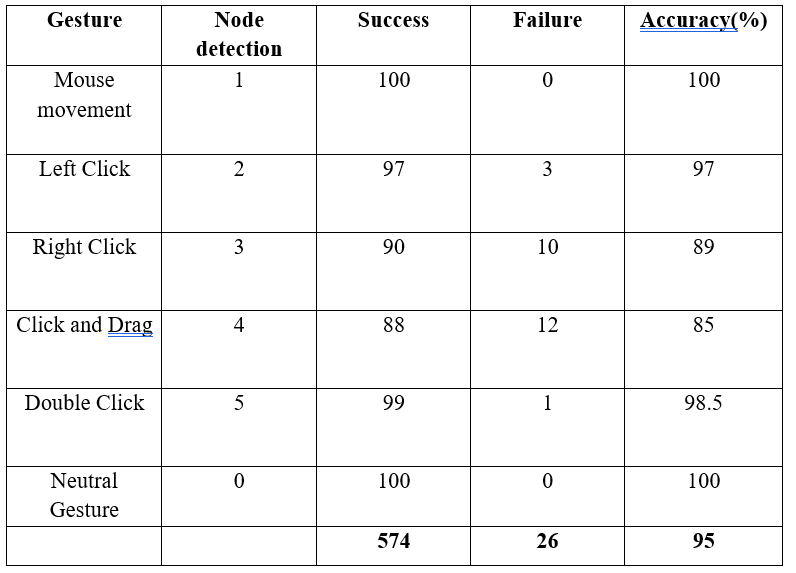 Gesture Node detection Success Failure Accuracy(%)
Mouse movement 1 100 0 100
Left Click 2 97 3 97
Right Click 3 90 10 89
Click and Drag 4 88 12 85
Double Click 5 99 1 98.5
Neutral Gesture 0 100 0 100
574 26 95